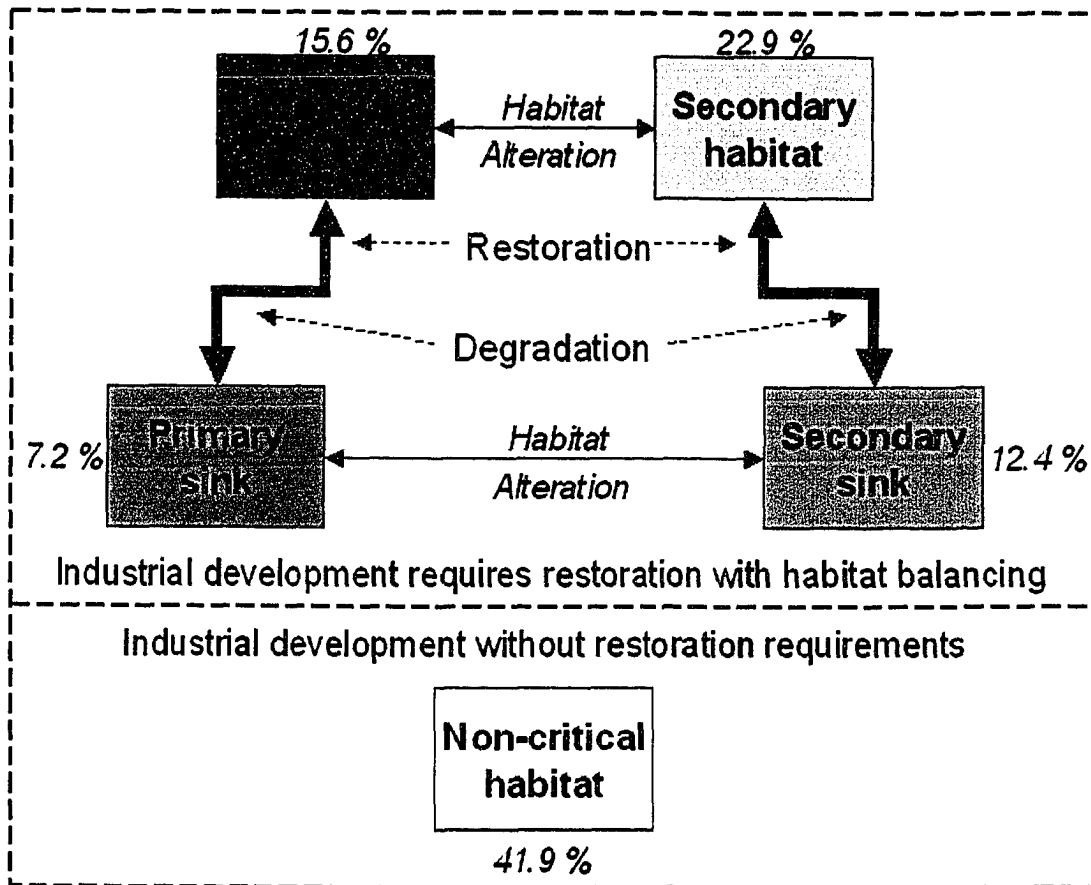 15.6 %
22.9 %
Habitat
Alteration
Secondary
habitat
Restoration
Degradation
7.2 %
Primary
sink
Habitat
Alteration
Secondary
sink
12.4 %
Industrial development requires restoration with habitat balancing
Industrial development without restoration requirements
Non-critical
habitat
41.9 %